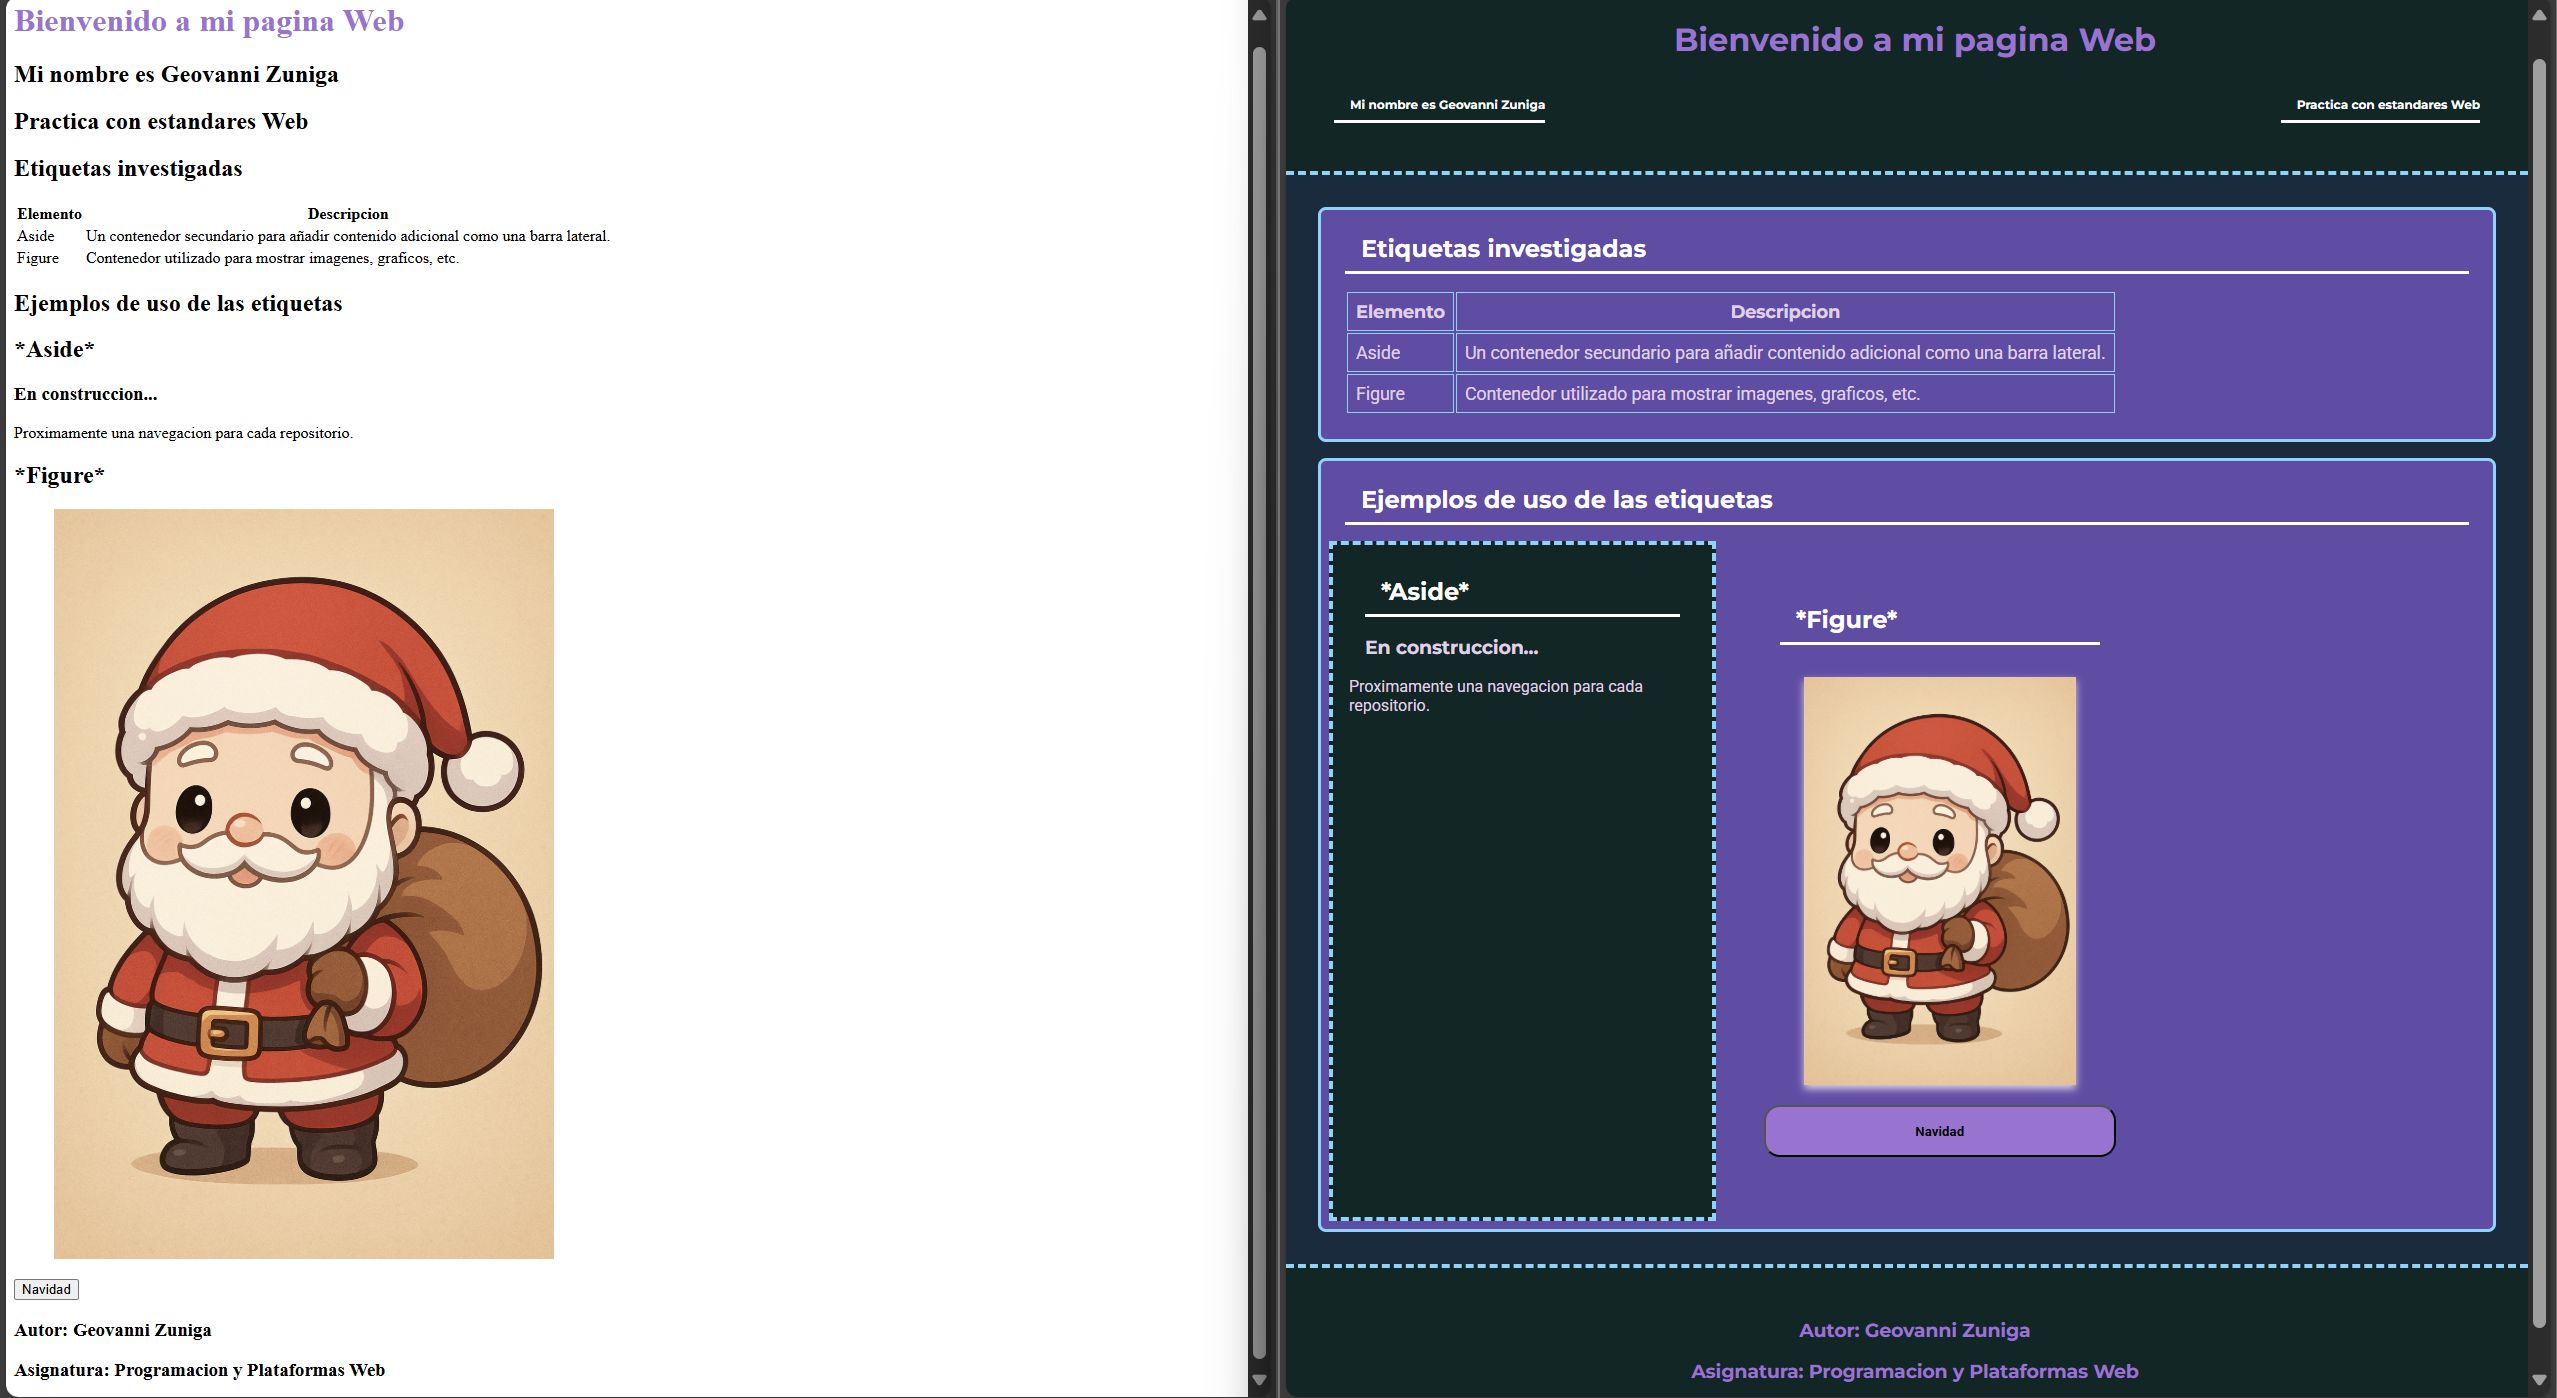 Bienvenido a mi pagina Web
Mi nombre es Geovanni Zuniga
Practica con estandares Web
Etiquetas investigadas
Elemento Descripcion
Aside Un contenedor secundario para añadir contenido adicional como una barra lateral.
Figure Contenedor utilizado para mostrar imagenes, graficos, etc.
Ejemplos de uso de las etiquetas
*Aside*
En construccion...
Proximamente una navegacion para cada repositorio.
*Figure*
Navidad
Autor: Geovanni Zuniga
Asignatura: Programacion y Plataformas Web
Bienvenido a mi pagina Web
Mi nombre es Geovanni Zuniga
Practica con estandares Web
Etiquetas investigadas
Elemento Descripcion
Aside Un contenedor secundario para añadir contenido adicional como una barra lateral.
Figure Contenedor utilizado para mostrar imagenes, graficos, etc.
Ejemplos de uso de las etiquetas
*Aside*
En construccion...
Proximamente una navegacion para cada
repositorio.
*Figure*
Navidad
Autor: Geovanni Zuniga
Asignatura: Programacion y Plataformas Web